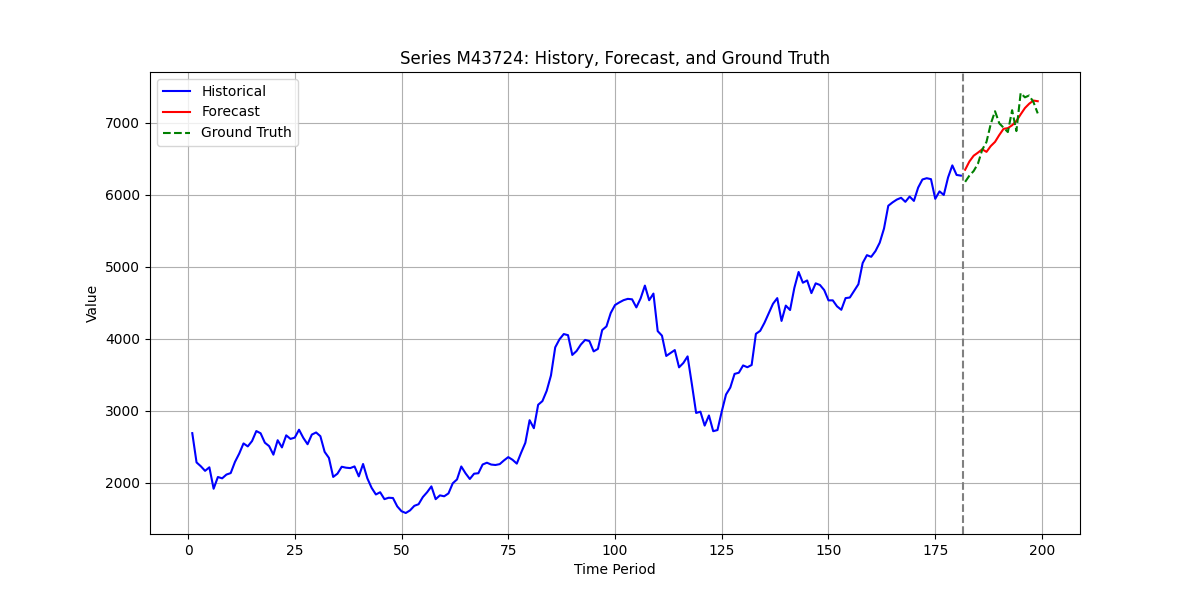 Series M43724: History, Forecast, and Ground Truth
Historical
Forecast
Ground Truth
7000
6000
5000
4000
3000
2000
Value
0 25 50 75 100 125 150 175 200
Time Period